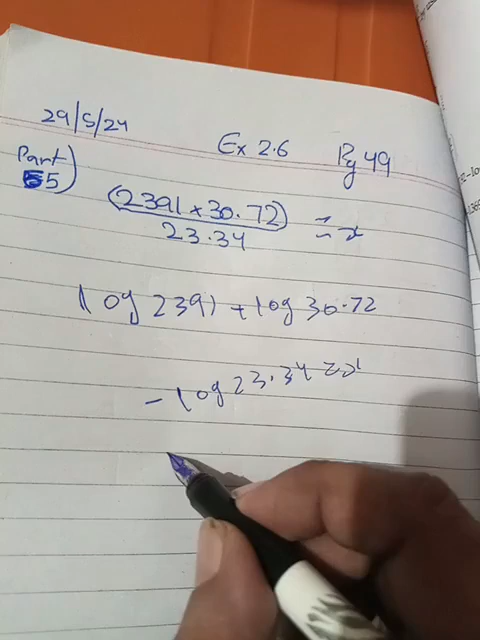 29/5/24
Ex 2.6 Pg 49
Part 5)
(2391 x 30.72)
23.34
= x
log 2391 + log 30.72
- log 23.34 = x